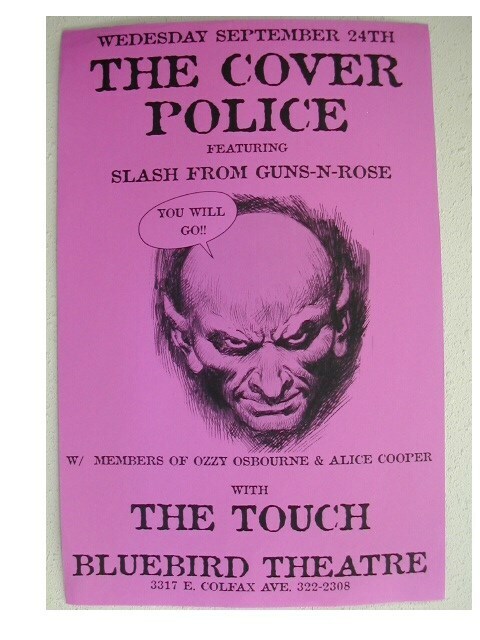 WEDESDAY SEPTEMBER 24TH
THE COVER
POLICE
FEATURING
SLASH FROM GUNS-N-ROSE
YOU WILL
GO!!
W/ MEMBERS OF OZZY OSBOURNE & ALICE COOPER
WITH
THE TOUCH
BLUEBIRD THEATRE
3317 E. COLFAX AVE. 322-2308